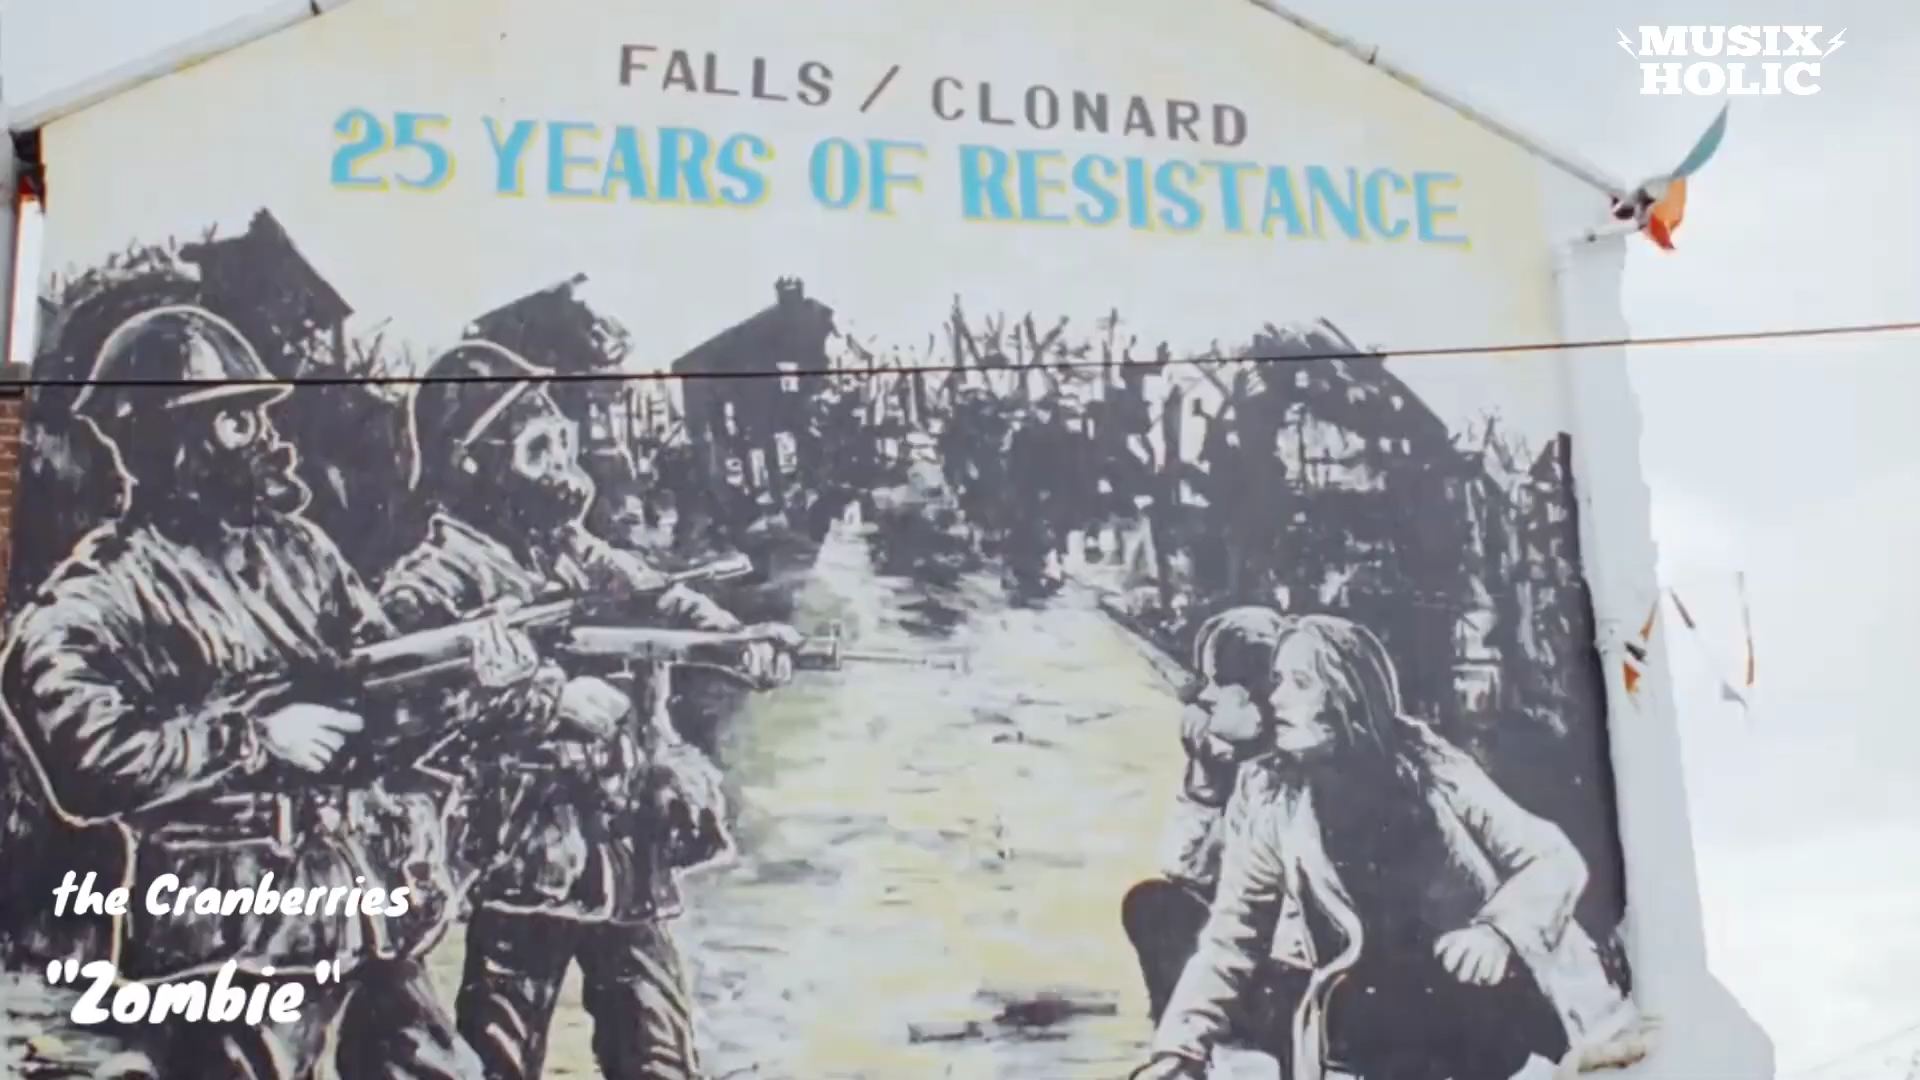 MUSIX
HOLIC
FALLS / CLONARD
25 YEARS OF RESISTANCE
the Cranberries
"Zombie"